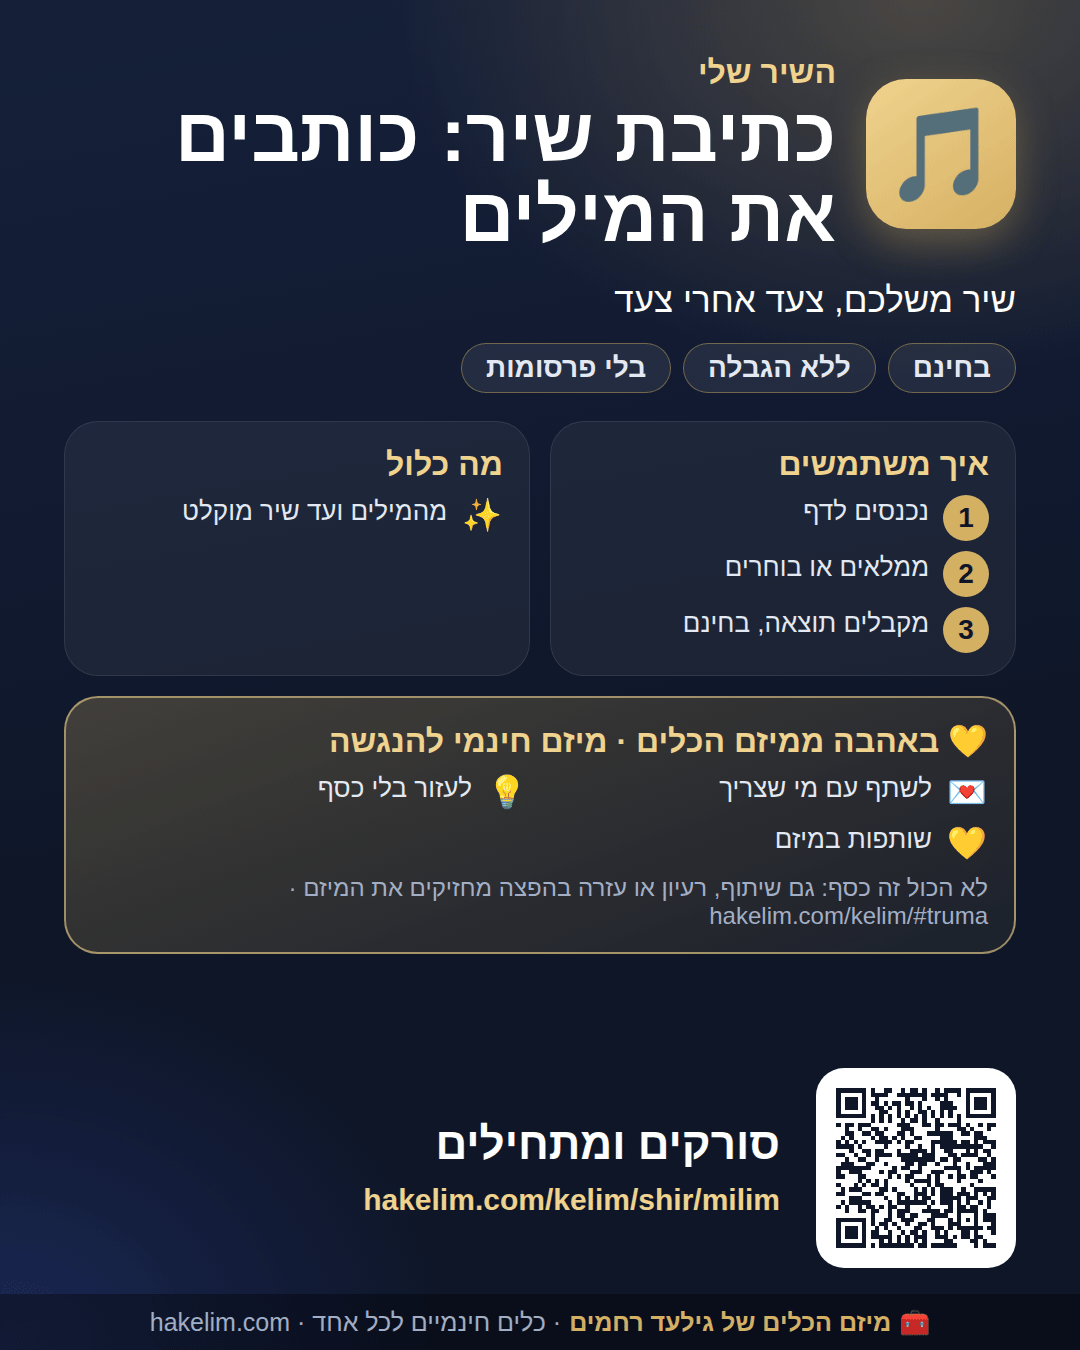 השיר שלי
כתיבת שיר: כותבים
את המילים
שיר משלכם, צעד אחרי צעד
בחינם
ללא הגבלה
בלי פרסומות
איך משתמשים
1 נכנסים לדף
2 ממלאים או בוחרים
3 מקבלים תוצאה, בחינם
מה כלול
✨ מהמילים ועד שיר מוקלט
💛 באהבה ממיזם הכלים · מיזם חינמי להנגשה
💌 לשתף עם מי שצריך
💡 לעזור בלי כסף
💛 שותפות במיזם
לא הכול זה כסף: גם שיתוף, רעיון או עזרה בהפצה מחזיקים את המיזם ·
hakelim.com/kelim/#truma
סורקים ומתחילים
hakelim.com/kelim/shir/milim
🧰 מיזם הכלים של גילעד רחמים · כלים חינמיים לכל אחד · hakelim.com